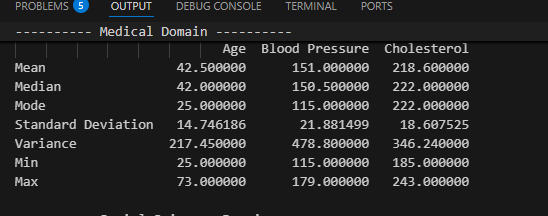 PROBLEMS 5 OUTPUT DEBUG CONSOLE TERMINAL PORTS
---------- Medical Domain ----------
Age Blood Pressure Cholesterol
Mean 42.500000 151.000000 218.600000
Median 42.000000 150.500000 222.000000
Mode 25.000000 115.000000 222.000000
Standard Deviation 14.746186 21.881499 18.607525
Variance 217.450000 478.800000 346.240000
Min 25.000000 115.000000 185.000000
Max 73.000000 179.000000 243.000000